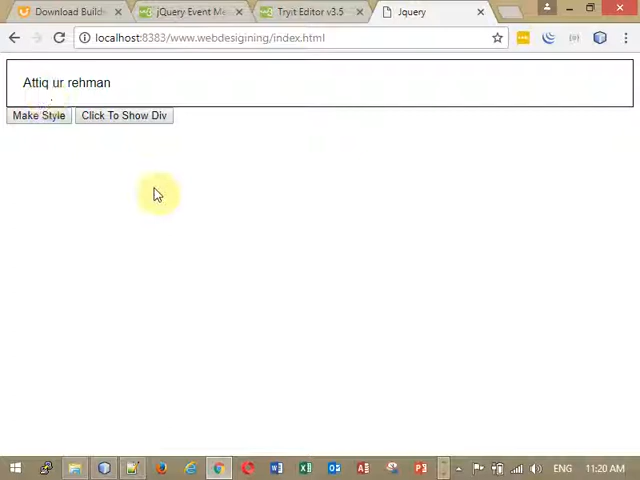 Download Build
jQuery Event Me
Tryit Editor v3.5
Jquery
localhost:8383/www.webdesigining/index.html
Attiq ur rehman
Make Style
Click To Show Div
ENG
11:20 AM